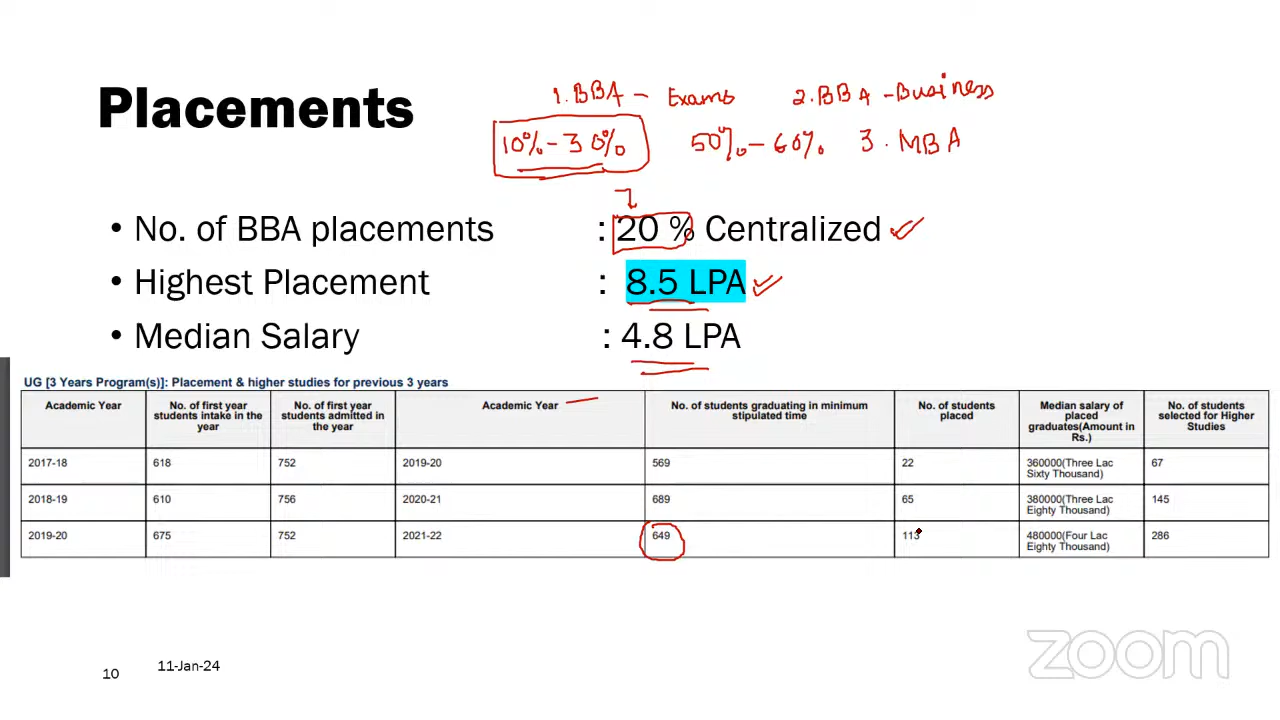 1. BBA - Exams 2. BBA - Business
Placements
10% - 30% 50% - 60% 3. MBA
• No. of BBA placements : 20 % Centralized
• Highest Placement : 8.5 LPA
• Median Salary : 4.8 LPA
UG [3 Years Program(s)]: Placement & higher studies for previous 3 years
Academic Year No. of first year students intake in the year No. of first year students admitted in the year Academic Year No. of students graduating in minimum stipulated time No. of students placed Median salary of placed graduates(Amount in Rs.) No. of students selected for Higher Studies
2017-18 618 752 2019-20 569 22 360000(Three Lac Sixty Thousand) 67
2018-19 610 756 2020-21 689 65 380000(Three Lac Eighty Thousand) 145
2019-20 675 752 2021-22 649 113 480000(Four Lac Eighty Thousand) 286
zoom
10 11-Jan-24